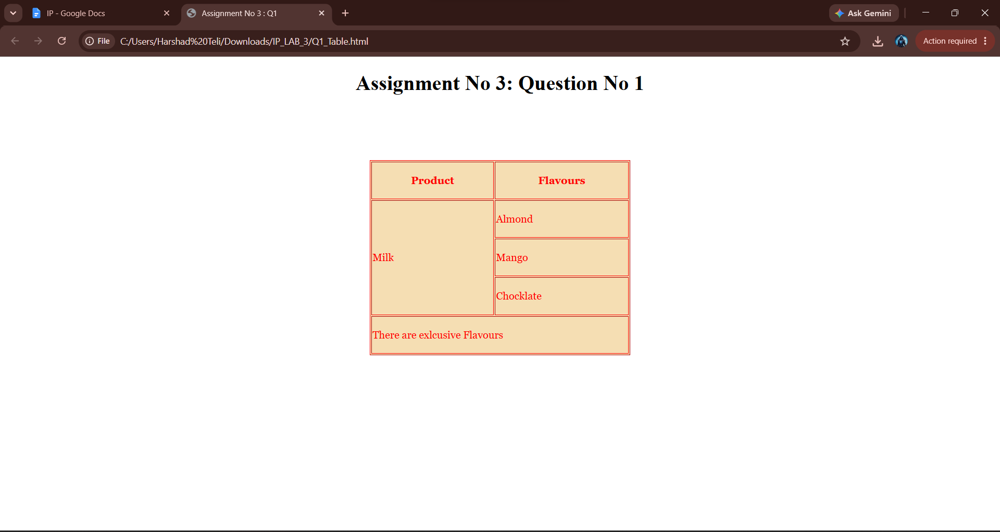 IP - Google Docs
Assignment No 3 : Q1
Ask Gemini
File
C:/Users/Harshad%20Teli/Downloads/IP_LAB_3/Q1_Table.html
Action required
Assignment No 3: Question No 1
Product Flavours
Almond
Milk Mango
Chocklate
There are exlcusive Flavours